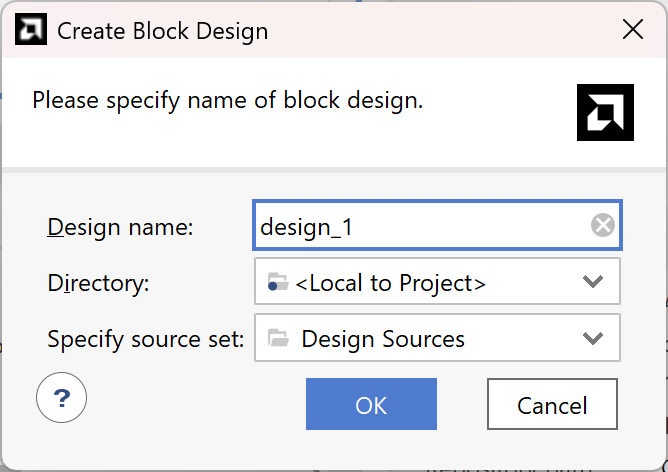 Create Block Design
Please specify name of block design.
Design name: design_1
Directory: <Local to Project>
Specify source set: Design Sources
? OK Cancel